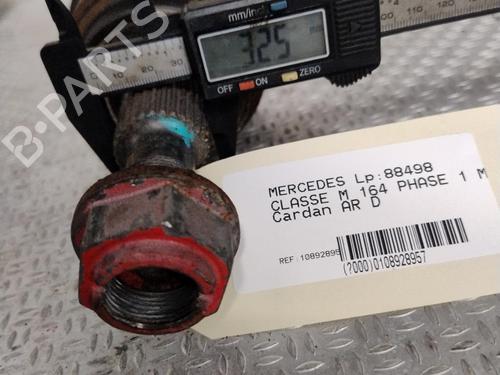 mm/inch
325
OFF ON ZERO
B-PARTS
MERCEDES Lp:88498
CLASSE M 164 PHASE 1 M
Cardan AR D
REF:10892895
(7000)0108928957